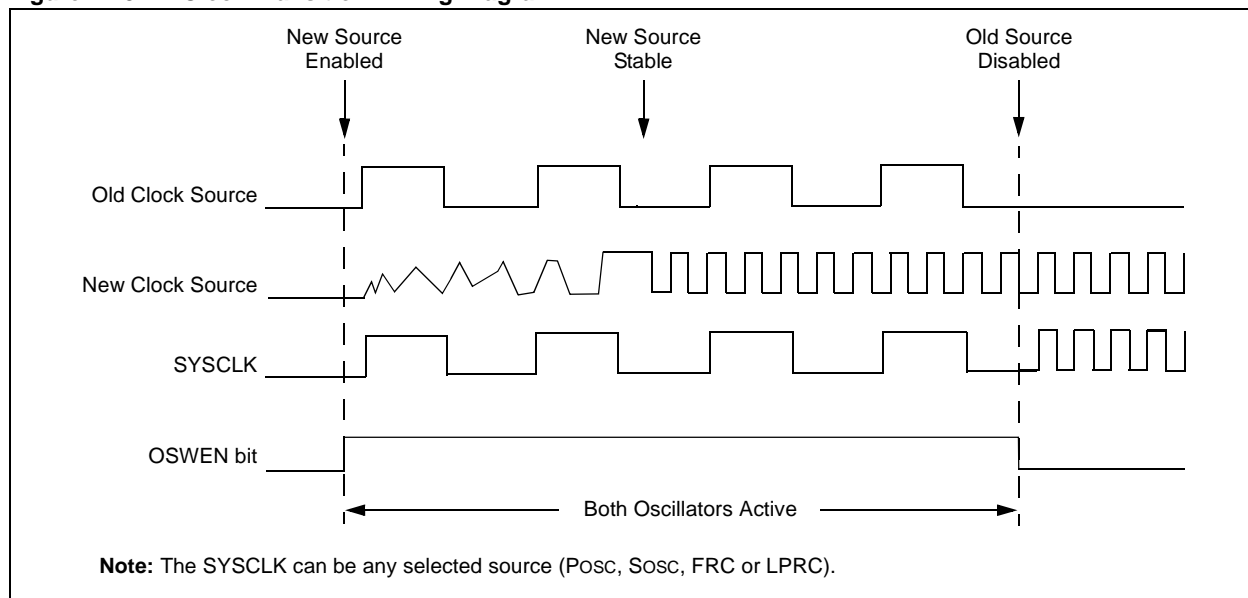 New Source
Enabled
New Source
Stable
Old Source
Disabled
Old Clock Source
New Clock Source
SYSCLK
OSWEN bit
Both Oscillators Active
Note: The SYSCLK can be any selected source (POSC, SOSC, FRC or LPRC).